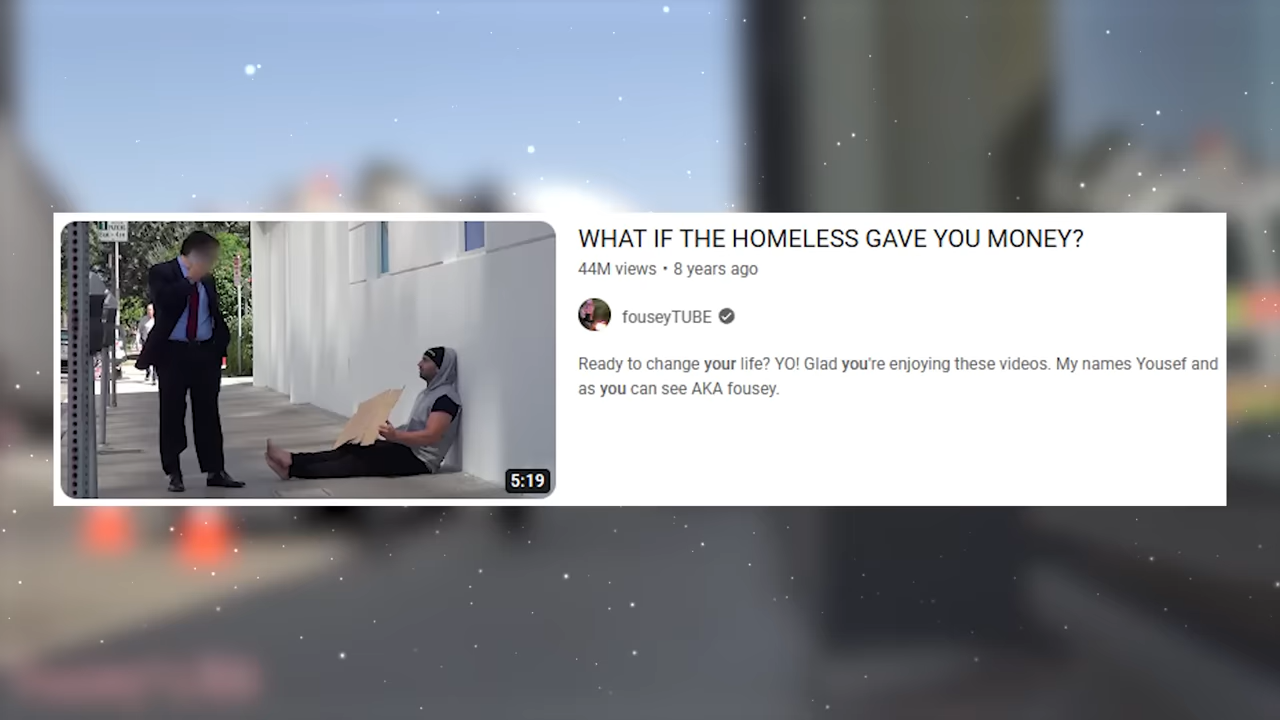 WHAT IF THE HOMELESS GAVE YOU MONEY?
44M views • 8 years ago
fouseyTUBE
Ready to change your life? YO! Glad you're enjoying these videos. My names Yousef and
as you can see AKA fousey.
5:19